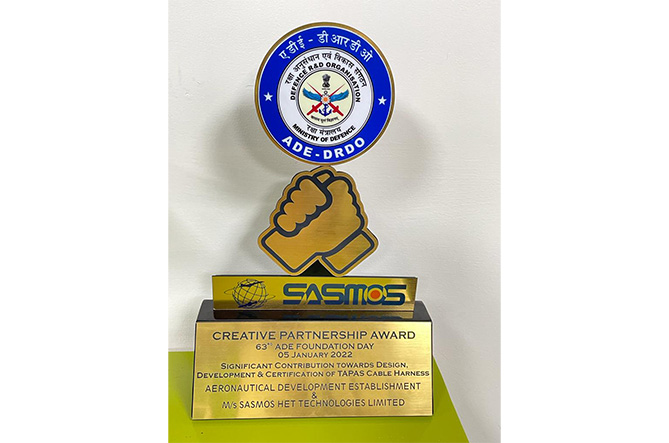 एडीई - डीआरडीओ
रक्षा अनुसंधान एवं विकास संगठन
DEFENCE R&D ORGANISATION
रक्षा मंत्रालय
MINISTRY OF DEFENCE
ADE-DRDO
SASMOS
CREATIVE PARTNERSHIP AWARD
63RD ADE FOUNDATION DAY
05 JANUARY 2022
SIGNIFICANT CONTRIBUTION TOWARDS DESIGN,
DEVELOPMENT & CERTIFICATION OF TAPAS CABLE HARNESS
AERONAUTICAL DEVELOPMENT ESTABLISHMENT
&
M/s SASMOS HET TECHNOLOGIES LIMITED